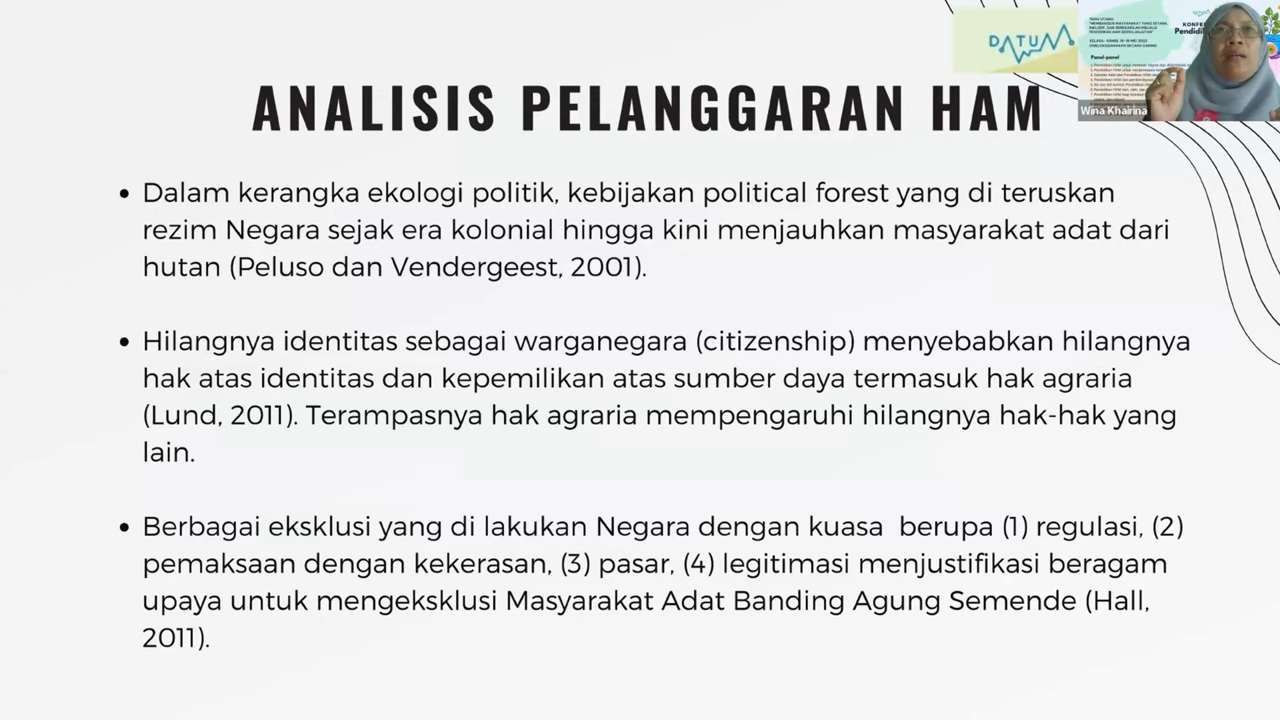 DATUM
KONFE
Pendidi
Panel-panel
Wina Khairina
ANALISIS PELANGGARAN HAM
• Dalam kerangka ekologi politik, kebijakan political forest yang di teruskan
rezim Negara sejak era kolonial hingga kini menjauhkan masyarakat adat dari
hutan (Peluso dan Vendergeest, 2001).
• Hilangnya identitas sebagai warganegara (citizenship) menyebabkan hilangnya
hak atas identitas dan kepemilikan atas sumber daya termasuk hak agraria
(Lund, 2011). Terampasnya hak agraria mempengaruhi hilangnya hak-hak yang
lain.
• Berbagai eksklusi yang di lakukan Negara dengan kuasa berupa (1) regulasi, (2)
pemaksaan dengan kekerasan, (3) pasar, (4) legitimasi menjustifikasi beragam
upaya untuk mengeksklusi Masyarakat Adat Banding Agung Semende (Hall,
2011).